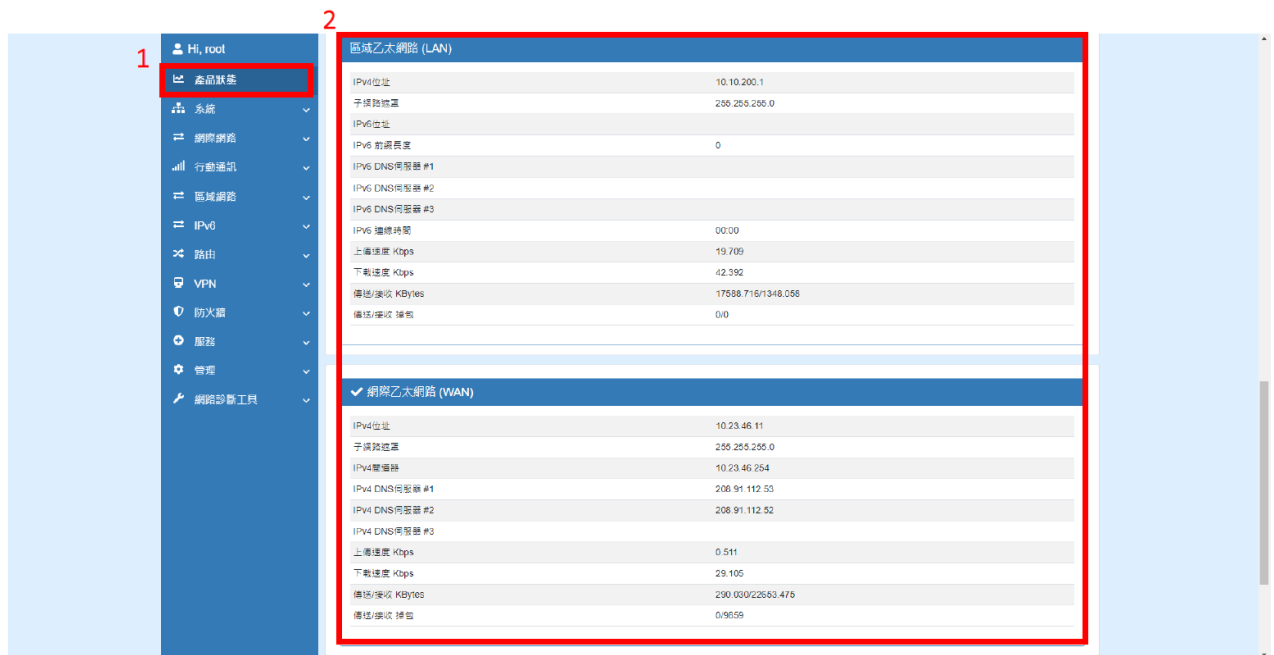 2
1
Hi, root
產品狀態
系統
網際網路
行動通訊
區域網路
IPv6
路由
VPN
防火牆
服務
管理
網路診斷工具
區域乙太網路 (LAN)
IPv4位址 10.10.200.1
子網路遮罩 255.255.255.0
IPv6位址
IPv6 前綴長度 0
IPv6 DNS伺服器 #1
IPv6 DNS伺服器 #2
IPv6 DNS伺服器 #3
IPv6 連線時間 00:00
上傳速度 Kbps 19.709
下載速度 Kbps 42.392
傳送/接收 KBytes 17588.716/1348.058
傳送/接收 掉包 0/0
網際乙太網路 (WAN)
IPv4位址 10.23.46.11
子網路遮罩 255.255.255.0
IPv4閘道器 10.23.46.254
IPv4 DNS伺服器 #1 208.91.112.53
IPv4 DNS伺服器 #2 208.91.112.52
IPv4 DNS伺服器 #3
上傳速度 Kbps 0.511
下載速度 Kbps 29.105
傳送/接收 KBytes 290.030/22653.475
傳送/接收 掉包 0/9859